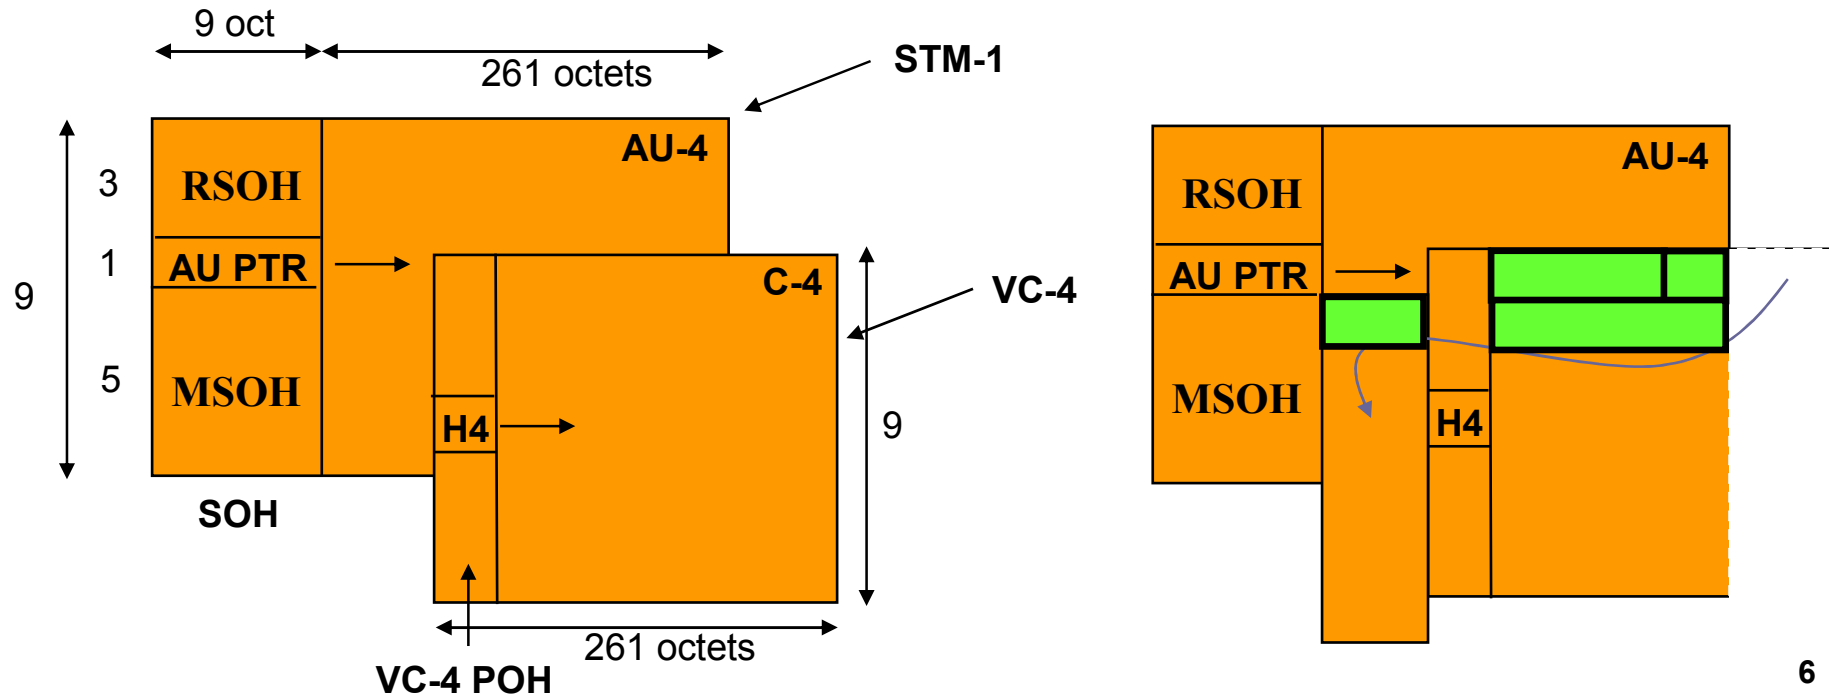 9 oct
261 octets
STM-1
AU-4
3
RSOH
1
AU PTR
9
C-4
VC-4
5
MSOH
H4
9
SOH
261 octets
VC-4 POH
AU-4
RSOH
AU PTR
MSOH
H4
6